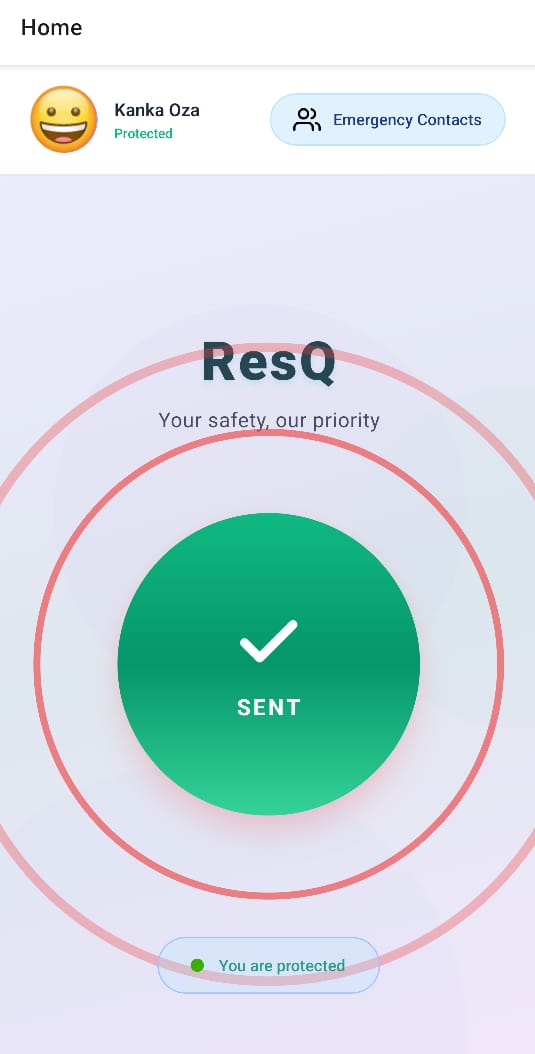 Home
Kanka Oza
Protected
Emergency Contacts
ResQ
Your safety, our priority
SENT
You are protected